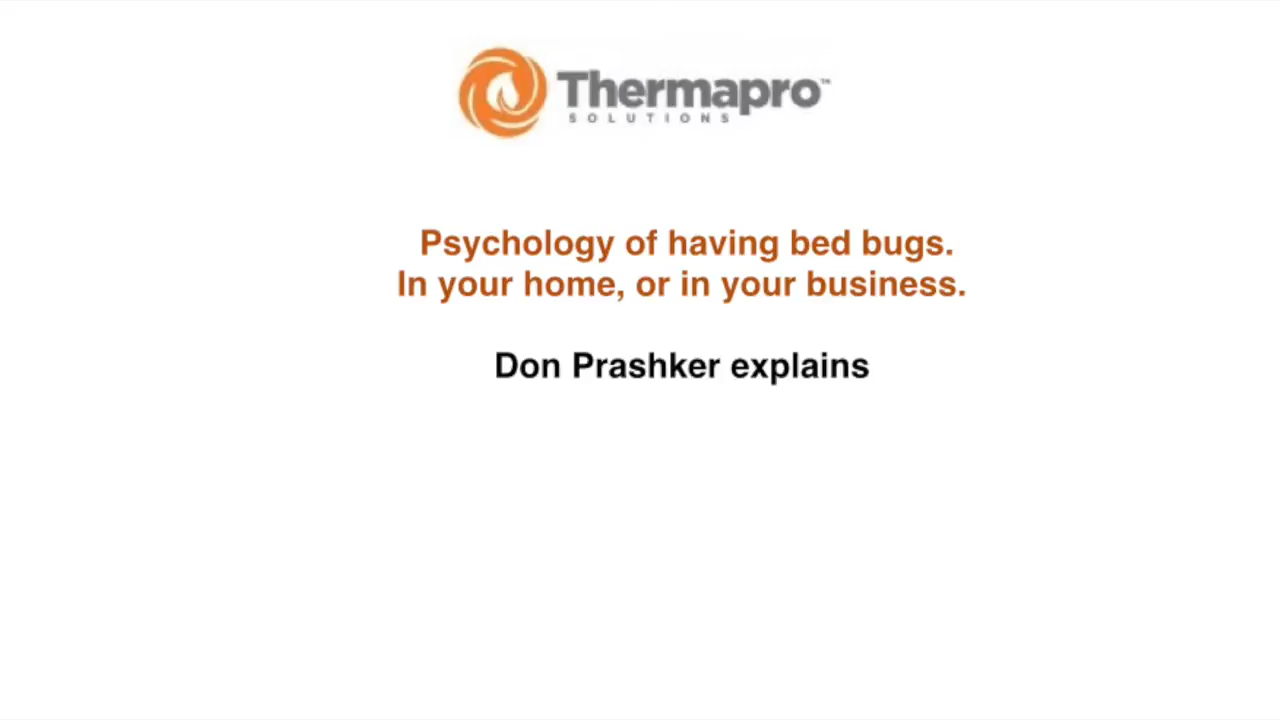 Thermapro™
SOLUTIONS
Psychology of having bed bugs.
In your home, or in your business.
Don Prashker explains